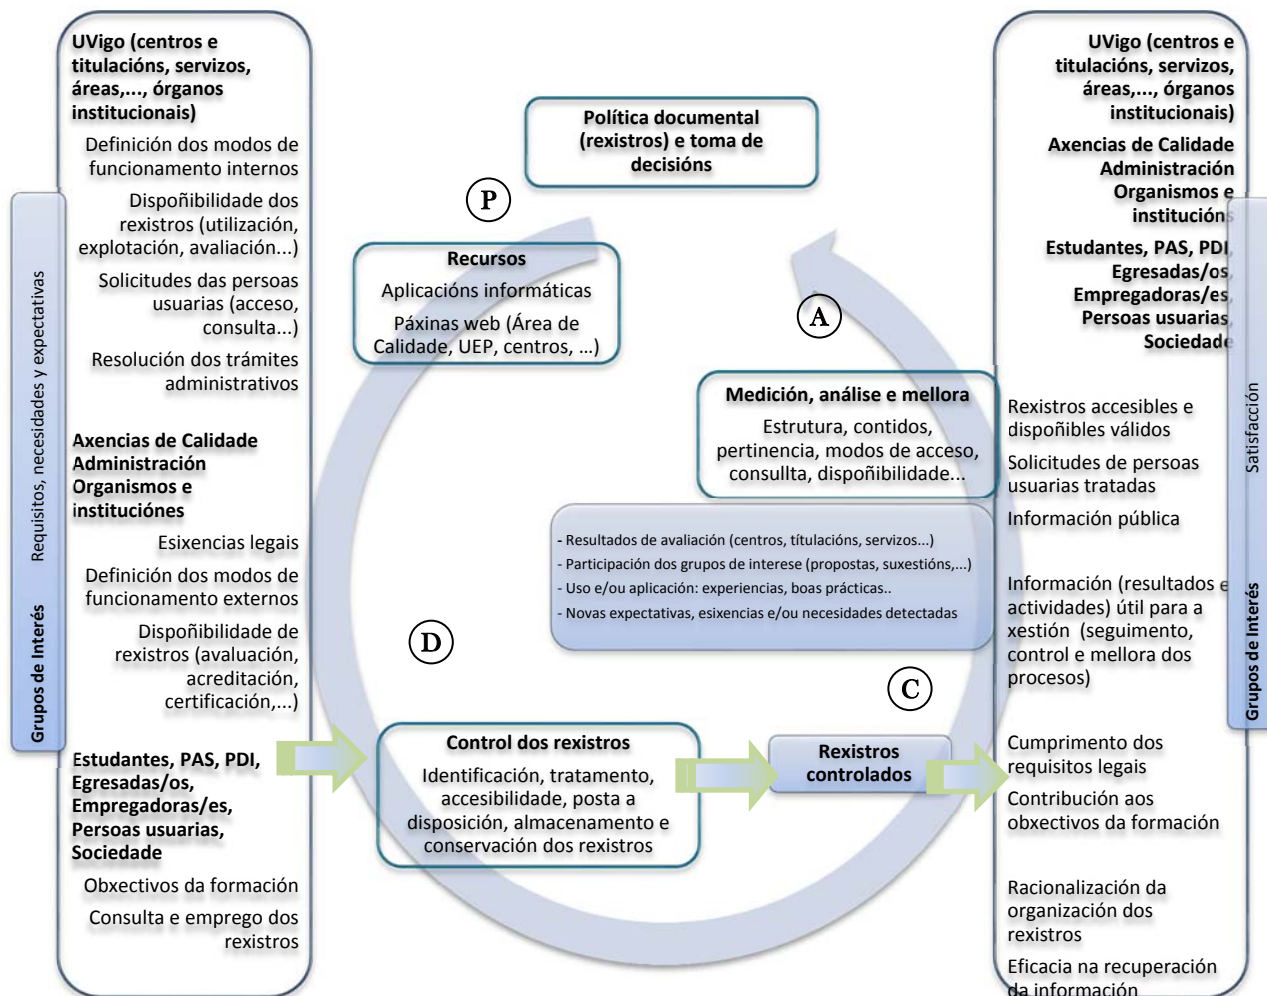 UVigo (centros e
titulacións, servizos,
áreas,..., órganos
institucionais)
Definición dos modos de
funcionamento internos
Dispoñibilidade dos
rexistros (utilización,
explotación, avaliación...)
Solicitudes das persoas
usuarias (acceso,
consulta...)
Resolución dos trámites
administrativos
Axencias de Calidade
Administración
Organismos e
instituciónes
Esixencias legais
Definición dos modos de
funcionamento externos
Dispoñibilidade de
rexistros (avaluación,
acreditación,
certificación,...)
Estudantes, PAS, PDI,
Egresadas/os,
Empregadoras/es,
Persoas usuarias,
Sociedade
Obxectivos da formación
Consulta e emprego dos
rexistros
Grupos de Interés
Requisitos, necesidades y expectativas
Política documental
(rexistros) e toma de
decisións
P
Recursos
Aplicacións informáticas
Páxinas web (Área de
Calidade, UEP, centros, ...)
A
Medición, análise e mellora
Estrutura, contidos,
pertinencia, modos de acceso,
consullta, dispoñibilidade...
- Resultados de avaliación (centros, títulacións, servizos...)
- Participación dos grupos de interese (propostas, suxestións,...)
- Uso e/ou aplicación: experiencias, boas prácticas..
- Novas expectativas, esixencias e/ou necesidades detectadas
D
C
Control dos rexistros
Identificación, tratamento,
accesibilidade, posta a
disposición, almacenamento e
conservación dos rexistros
Rexistros
controlados
UVigo (centros e
titulacións, servizos,
áreas,..., órganos
institucionais)
Axencias de Calidade
Administración
Organismos e
institucións
Estudantes, PAS, PDI,
Egresadas/os,
Empregadoras/es,
Persoas usuarias,
Sociedade
Rexistros accesibles e
dispoñibles válidos
Solicitudes de persoas
usuarias tratadas
Información pública
Información (resultados e
actividades) útil para a
xestión (seguimento,
control e mellora dos
procesos)
Cumprimento dos
requisitos legais
Contribución aos
obxectivos da formación
Racionalización da
organización dos
rexistros
Eficacia na recuperación
da información
Grupos de Interés
Satisfacción